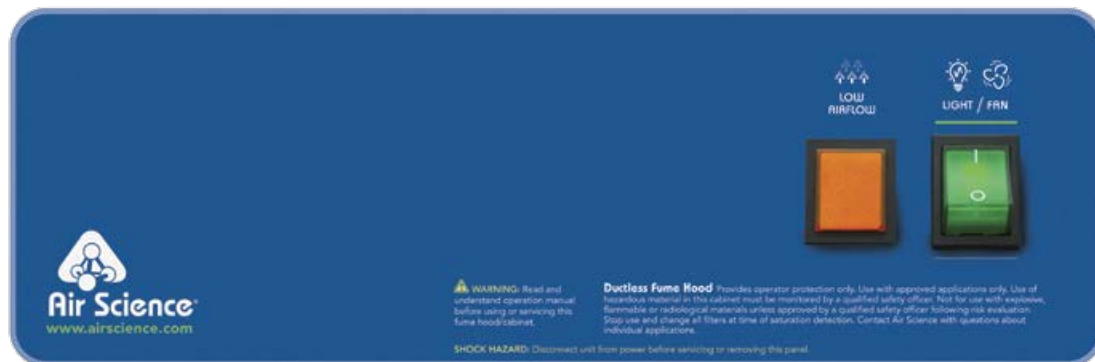 LOW
AIRFLOW
LIGHT / FAN
I
O
Air Science®
www.airscience.com
WARNING: Read and
understand operation manual
before using or servicing this
fume hood/cabinet.
Ductless Fume Hood Provides operator protection only. Use with approved applications only. Use of
hazardous material in this cabinet must be monitored by a qualified safety officer. Not for use with explosive,
flammable or radiological materials unless approved by a qualified safety officer following risk evaluation.
Stop use and change all filters at time of saturation detection. Contact Air Science with questions about
individual applications.
SHOCK HAZARD: Disconnect unit from power before servicing or removing this panel.